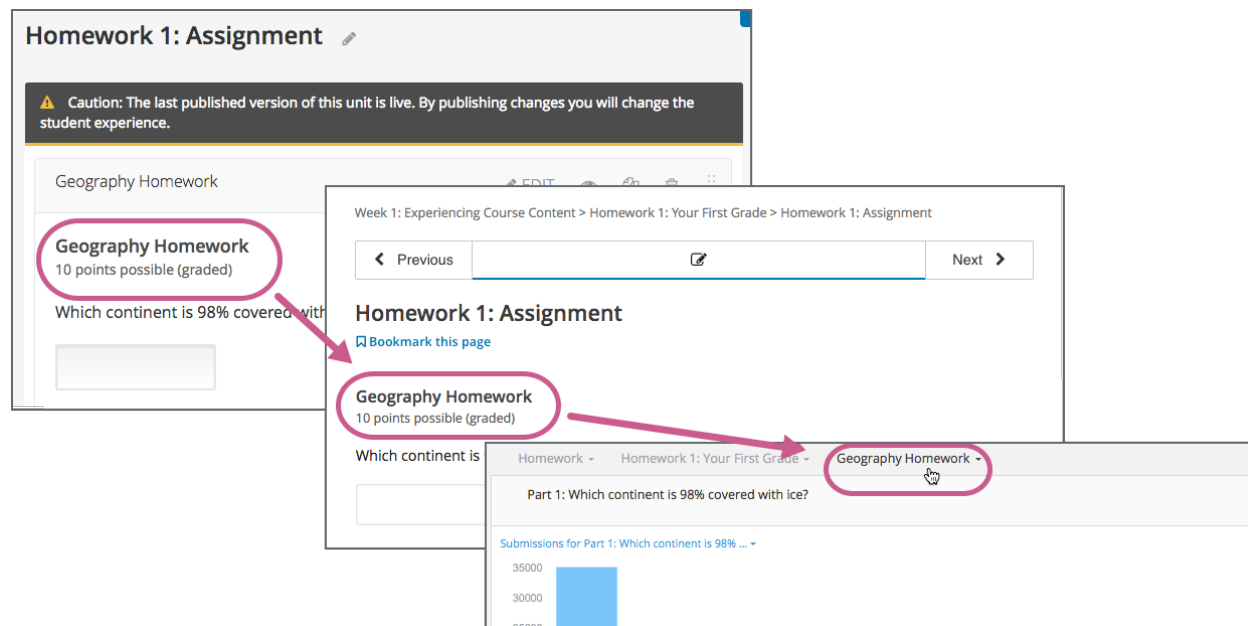 Homework 1: Assignment
Caution: The last published version of this unit is live. By publishing changes you will change the
student experience.
Geography Homework
EDIT
Geography Homework
10 points possible (graded)
Which continent is 98% covered with
Week 1: Experiencing Course Content > Homework 1: Your First Grade > Homework 1: Assignment
Previous
Next
Homework 1: Assignment
Bookmark this page
Geography Homework
10 points possible (graded)
Which continent is
Homework
Homework 1: Your First Grade
Geography Homework
Part 1: Which continent is 98% covered with ice?
Submissions for Part 1: Which continent is 98% ...
35000
30000